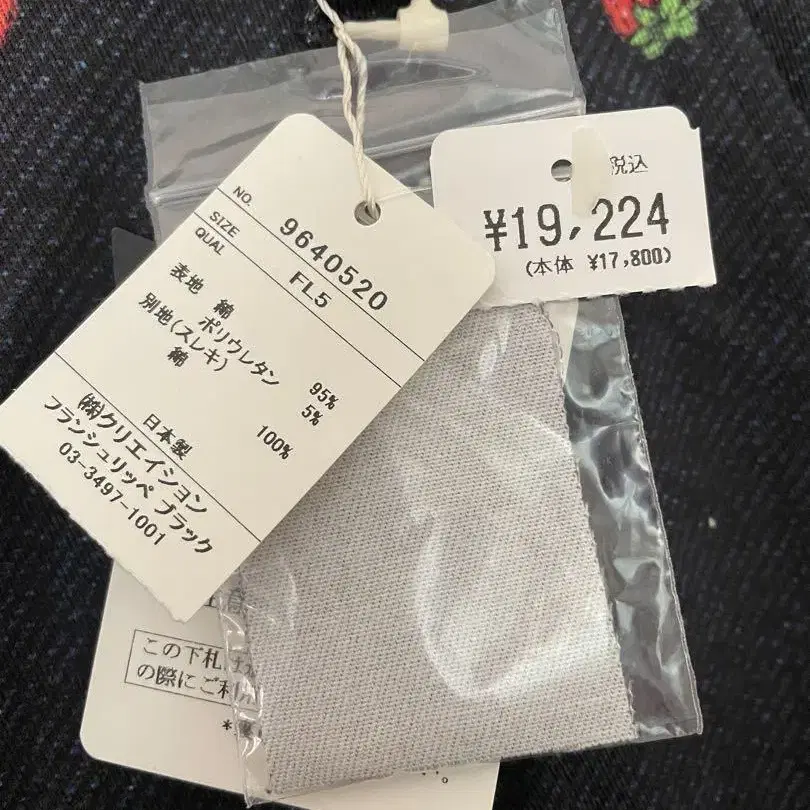 NO. 9640520
SIZE FL5
QUAL
表地 綿 95%
ポリウレタン 5%
別地(スレキ)
綿 100%
日本製
㈱クリエイション
フランシュリッペ ブラック
03-3497-1001
税込
¥19,224
(本体 ¥17,800)
この下札
の際にご利